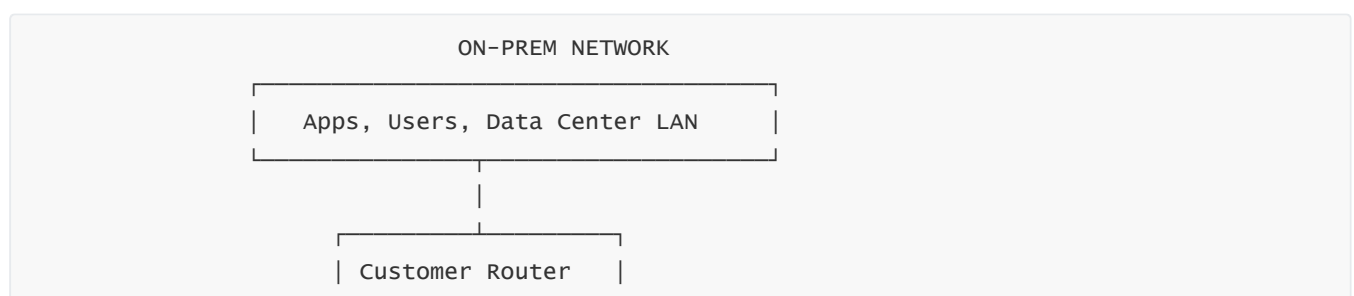 ON-PREM NETWORK
Apps, Users, Data Center LAN
Customer Router